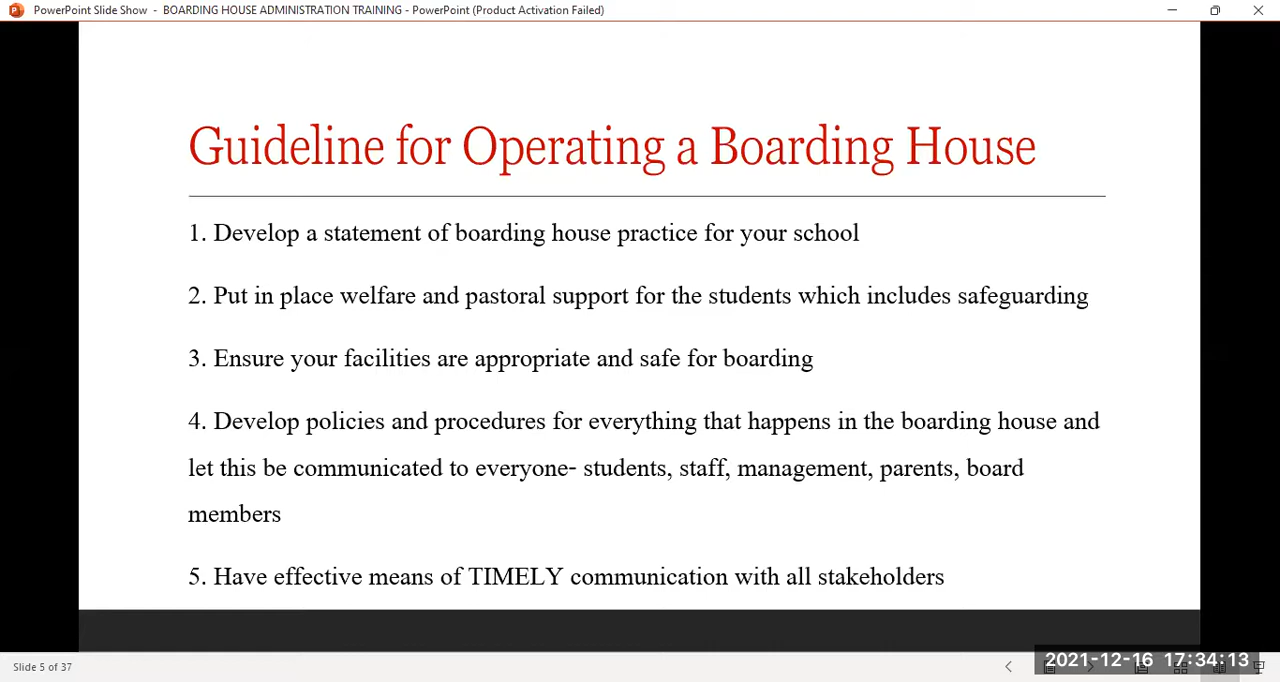 PowerPoint Slide Show - BOARDING HOUSE ADMINISTRATION TRAINING - PowerPoint (Product Activation Failed)
Guideline for Operating a Boarding House
1. Develop a statement of boarding house practice for your school
2. Put in place welfare and pastoral support for the students which includes safeguarding
3. Ensure your facilities are appropriate and safe for boarding
4. Develop policies and procedures for everything that happens in the boarding house and
let this be communicated to everyone- students, staff, management, parents, board
members
5. Have effective means of TIMELY communication with all stakeholders
Slide 5 of 37
2021-12-16 17:34:13